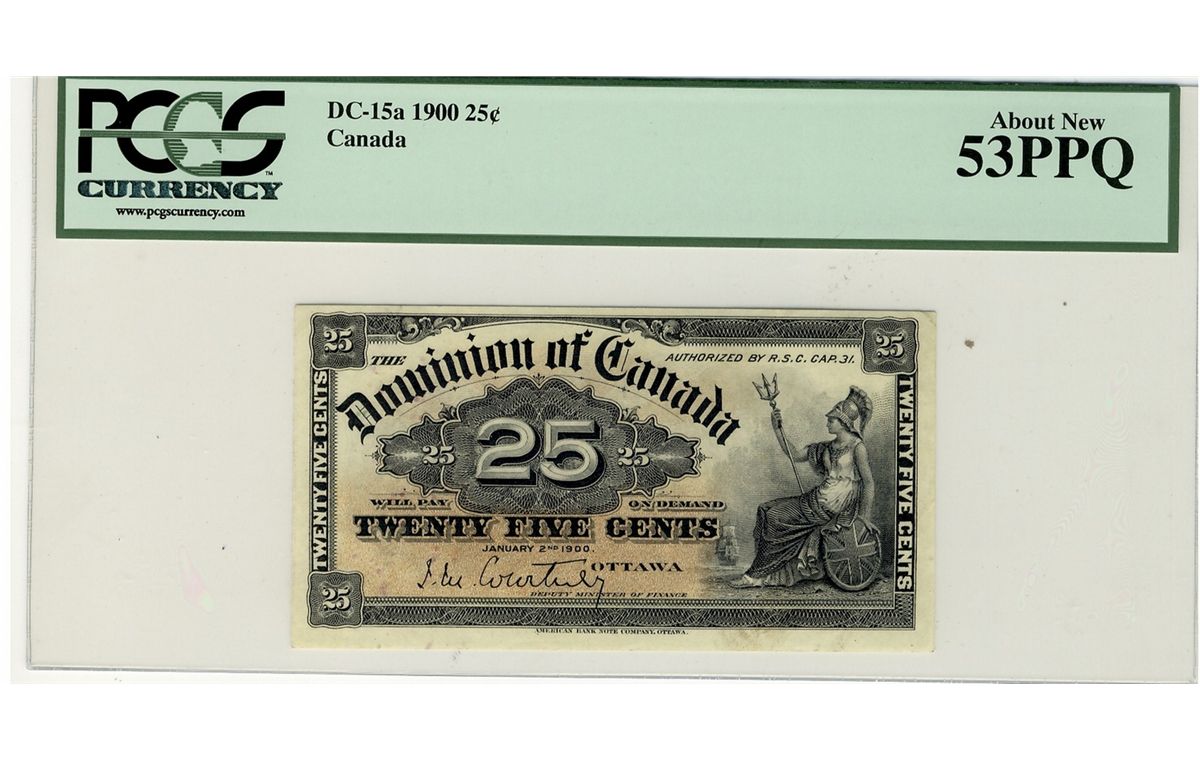 PCGS
™
CURRENCY
www.pcgscurrency.com
DC-15a 1900 25¢
Canada
About New
53PPQ
25
25
THE
Dominion of Canada
AUTHORIZED BY R.S.C. CAP. 31.
TWENTY FIVE CENTS
25
25
25
TWENTY FIVE CENTS
WILL PAY ON DEMAND
TWENTY FIVE CENTS
JANUARY 2ND 1900.
OTTAWA
J.M. Courtney
DEPUTY MINISTER OF FINANCE
25
AMERICAN BANK NOTE COMPANY, OTTAWA.